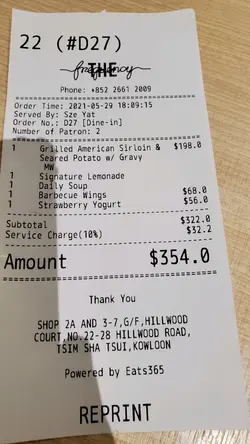 22 (#D27)
frequency
THE
Phone: +852 2661 2009
Order Time: 2021-05-29 18:09:15
Served By: Sze Yat
Order No.: D27 [Dine-in]
Number of Patron: 2
1 Grilled American Sirloin & $198.0
Seared Potato w/ Gravy
MW
1 Signature Lemonade
1 Daily Soup
1 Barbecue Wings $68.0
1 Strawberry Yogurt $56.0
Subtotal $322.0
Service Charge(10%) $32.2
Amount $354.0
Thank You
SHOP 2A AND 3-7,G/F,HILLWOOD
COURT,NO.22-28 HILLWOOD ROAD,
TSIM SHA TSUI,KOWLOON
Powered by Eats365
REPRINT